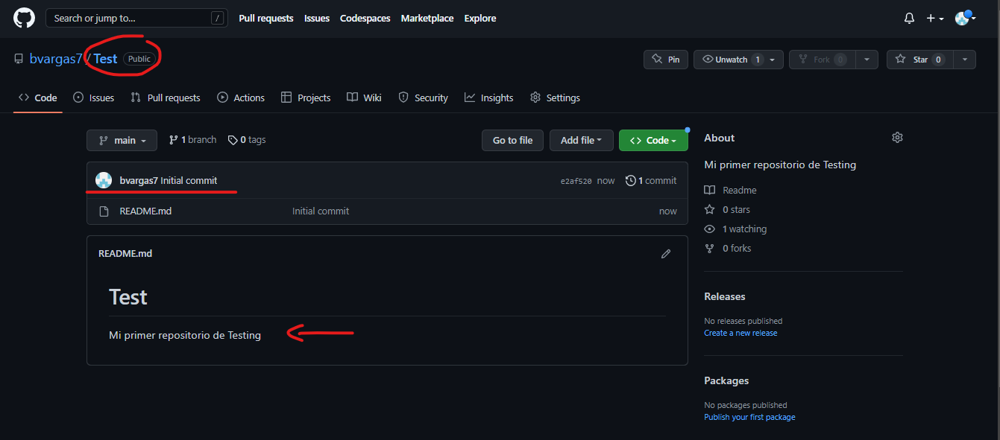 Search or jump to... /
Pull requests Issues Codespaces Marketplace Explore
bvargas7 / Test Public
Pin Unwatch 1 Fork 0 Star 0
Code Issues Pull requests Actions Projects Wiki Security Insights Settings
main 1 branch 0 tags Go to file Add file Code
bvargas7 Initial commit e2af520 now 1 commit
README.md Initial commit now
README.md
Test
Mi primer repositorio de Testing
About
Mi primer repositorio de Testing
Readme
0 stars
1 watching
0 forks
Releases
No releases published
Create a new release
Packages
No packages published
Publish your first package